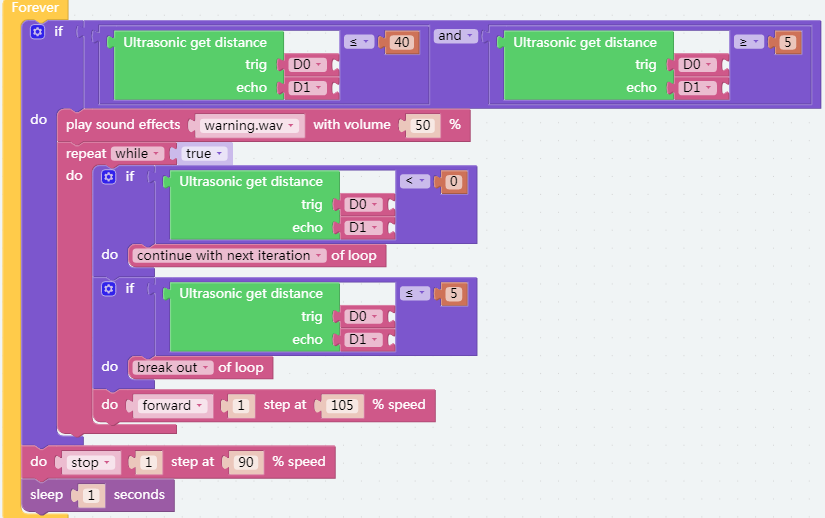 Forever
if Ultrasonic get distance ≤ 40 and Ultrasonic get distance ≥ 5
trig D0 trig D0
echo D1 echo D1
do play sound effects warning.wav with volume 50 %
repeat while true
do if Ultrasonic get distance < 0
trig D0
echo D1
do continue with next iteration of loop
if Ultrasonic get distance ≤ 5
trig D0
echo D1
do break out of loop
do forward 1 step at 105 % speed
do stop 1 step at 90 % speed
sleep 1 seconds